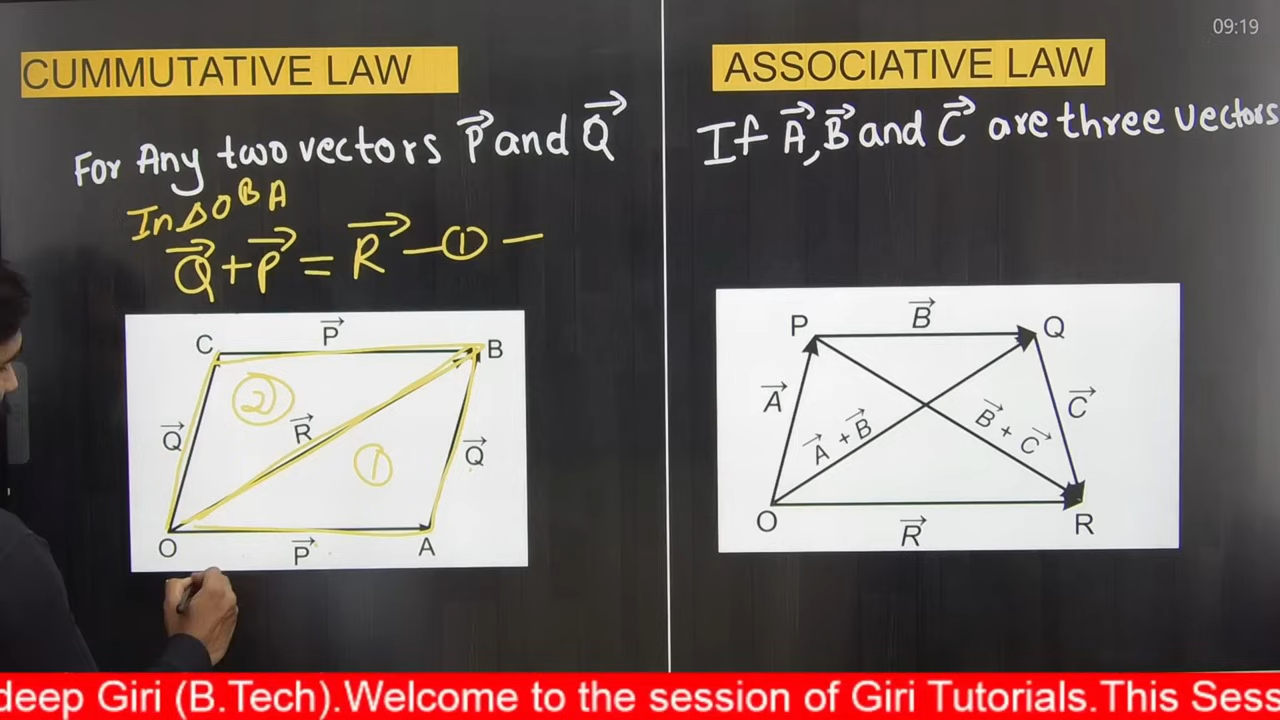 09:19
CUMMUTATIVE LAW
For Any two vectors P and Q
In △OBA
Q + P = R — ① —
C P B
②
Q R Q
①
O P A
ASSOCIATIVE LAW
If A, B and C are three vectors
P B Q
A C
A + B B + C
O R R
deep Giri (B.Tech).Welcome to the session of Giri Tutorials.This Sess